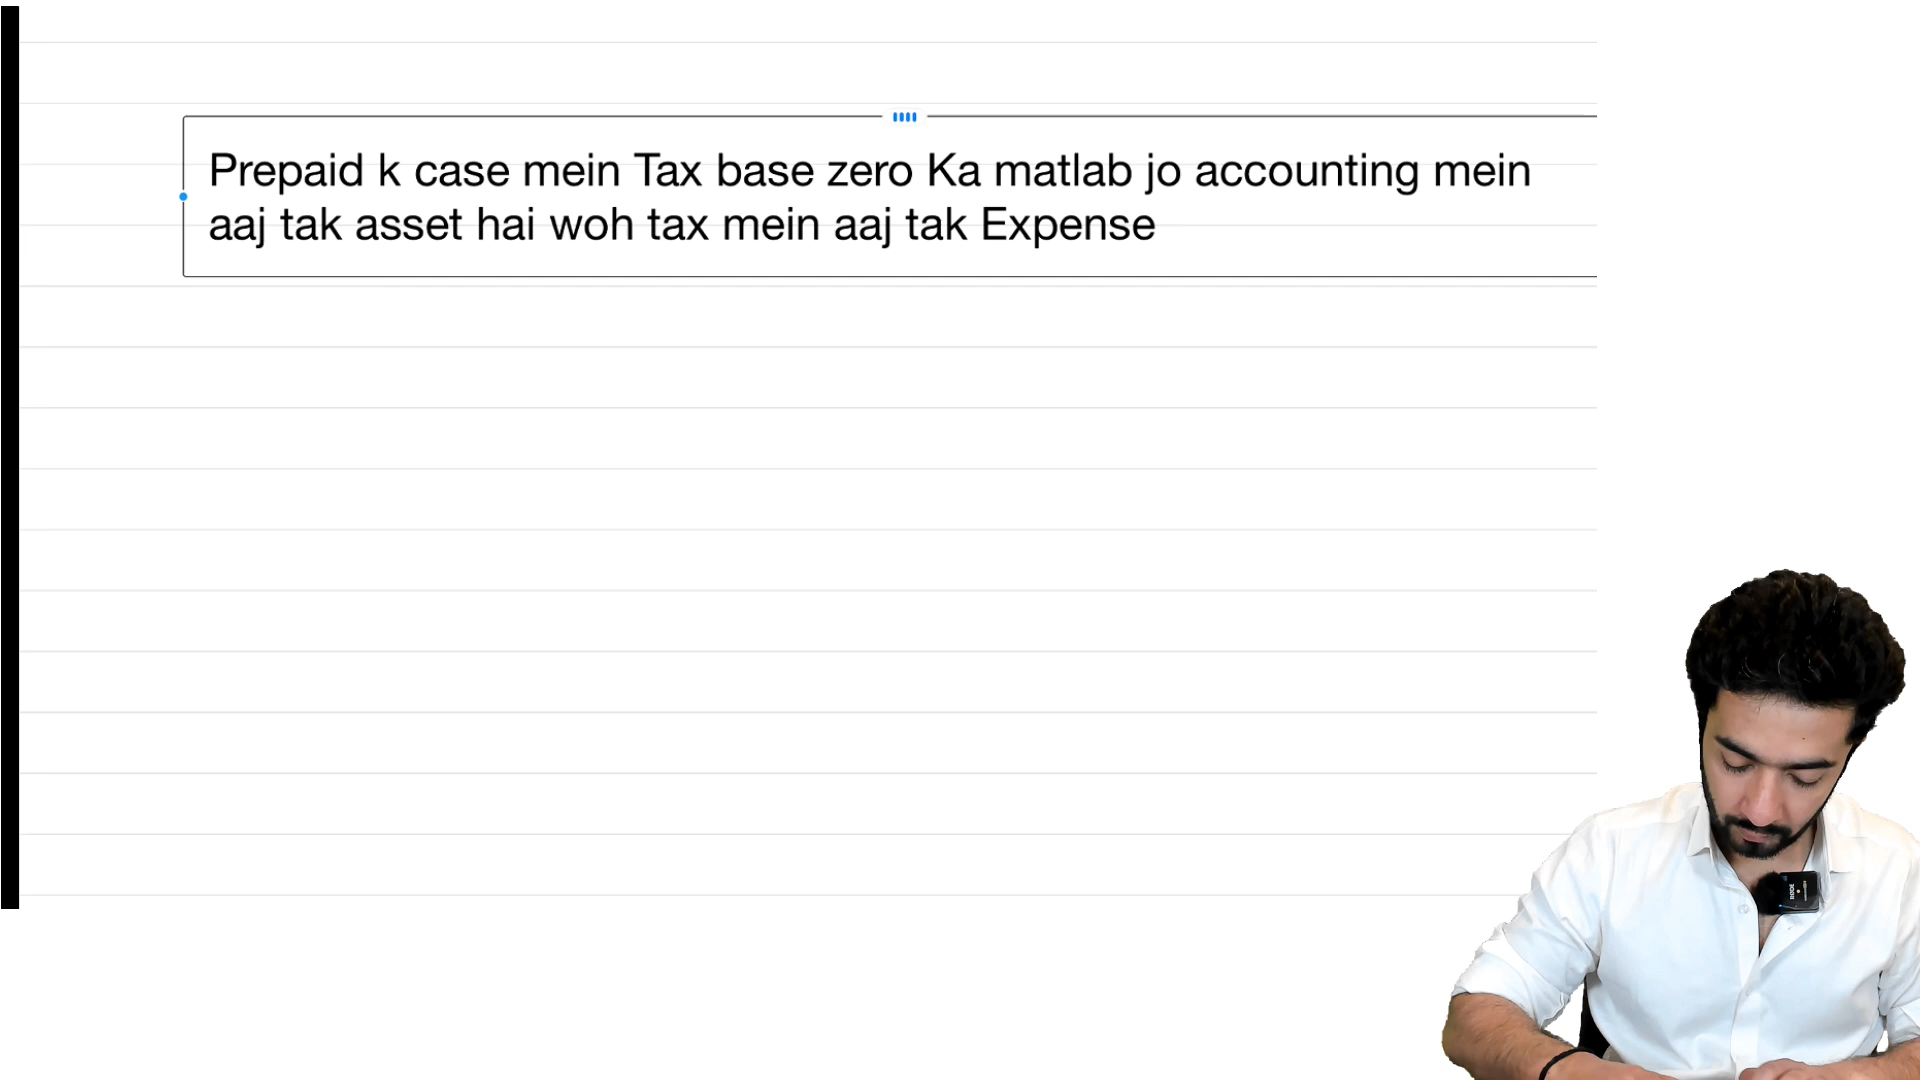 Prepaid k case mein Tax base zero Ka matlab jo accounting mein
aaj tak asset hai woh tax mein aaj tak Expense